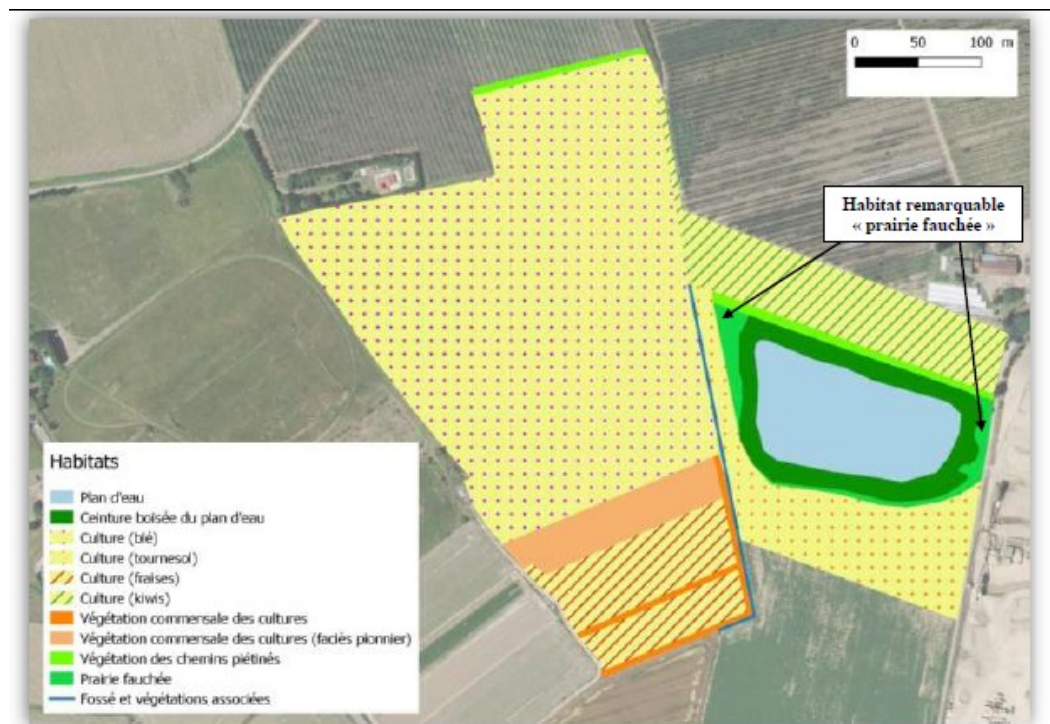 0 50 100 m
Habitat remarquable
« prairie fauchée »
Habitats
Plan d'eau
Ceinture boisée du plan d'eau
Culture (blé)
Culture (tournesol)
Culture (fraises)
Culture (kiwis)
Végétation commensale des cultures
Végétation commensale des cultures (faciès pionnier)
Végétation des chemins piétinés
Prairie fauchée
Fossé et végétations associées